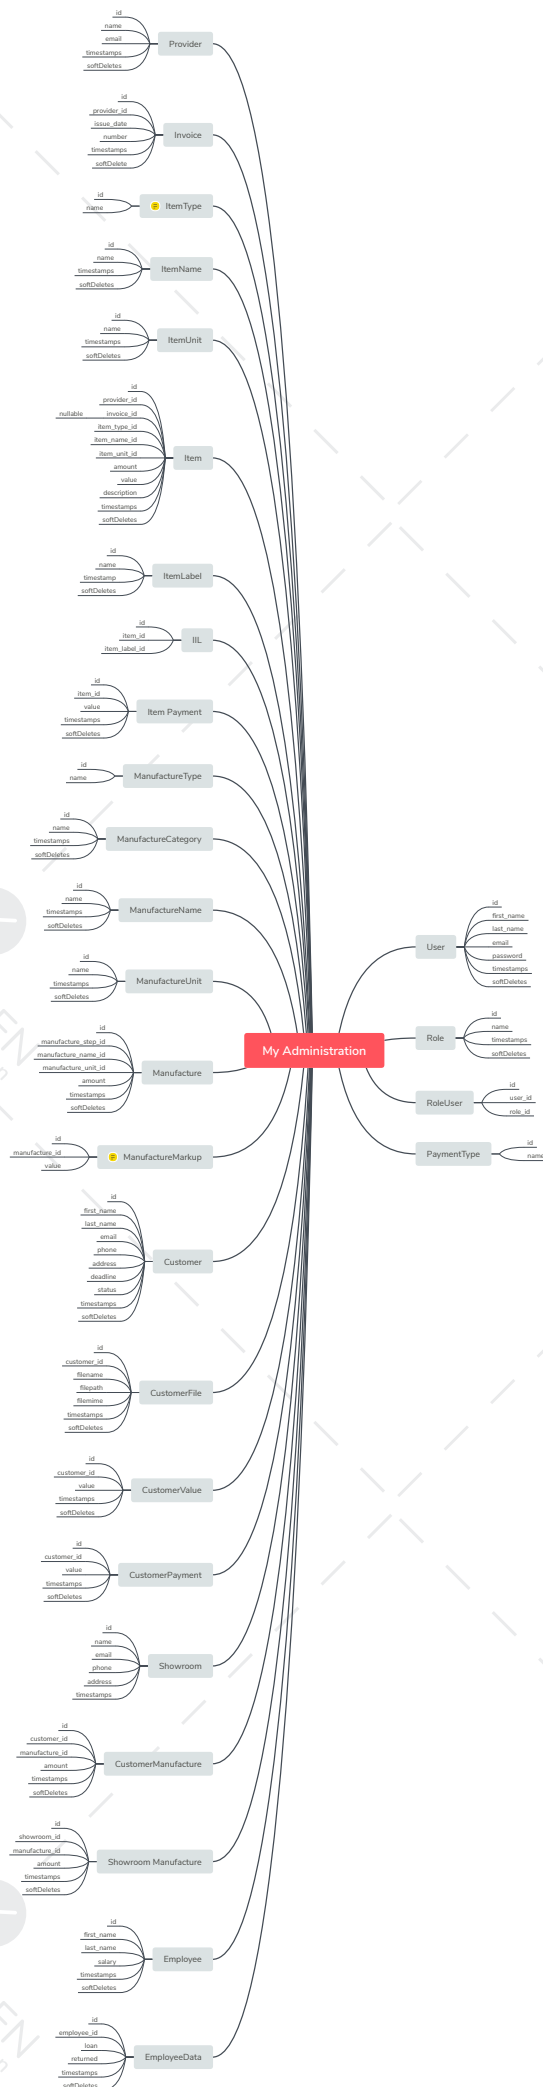 id
name
email
timestamps
softDeletes
Provider
id
provider_id
issue_date
number
timestamps
softDelete
Invoice
id
name
ItemType
id
name
timestamps
softDeletes
ItemName
id
name
timestamps
softDeletes
ItemUnit
id
provider_id
nullable invoice_id
item_type_id
item_name_id
item_unit_id
amount
value
description
timestamps
softDeletes
Item
id
name
timestamp
softDeletes
ItemLabel
id
item_id
item_label_id
IIL
id
item_id
value
timestamps
softDeletes
Item Payment
id
name
ManufactureType
id
name
timestamps
softDeletes
ManufactureCategory
id
name
timestamps
softDeletes
ManufactureName
id
name
timestamps
softDeletes
ManufactureUnit
id
manufacture_step_id
manufacture_name_id
manufacture_unit_id
amount
timestamps
softDeletes
Manufacture
id
manufacture_id
value
ManufactureMarkup
id
first_name
last_name
email
phone
address
deadline
status
timestamps
softDeletes
Customer
id
customer_id
filename
filepath
filemime
timestamps
softDeletes
CustomerFile
id
customer_id
value
timestamps
softDeletes
CustomerValue
id
customer_id
value
timestamps
softDeletes
CustomerPayment
id
name
email
phone
address
timestamps
Showroom
id
customer_id
manufacture_id
amount
timestamps
softDeletes
CustomerManufacture
id
showroom_id
manufacture_id
amount
timestamps
softDeletes
Showroom Manufacture
id
first_name
last_name
salary
timestamps
softDeletes
Employee
id
employee_id
loan
returned
timestamps
softDeletes
EmployeeData
My Administration
User
id
first_name
last_name
email
password
timestamps
softDeletes
Role
id
name
timestamps
softDeletes
RoleUser
id
user_id
role_id
PaymentType
id
name